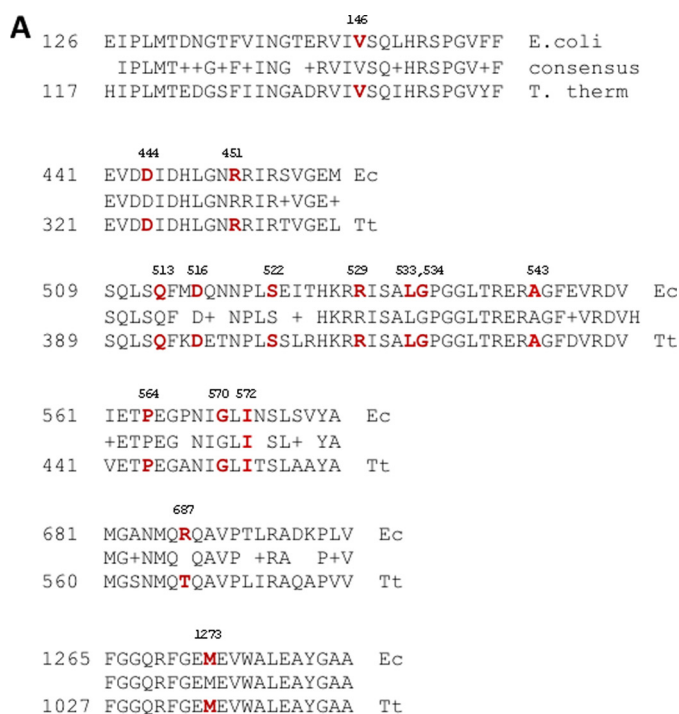 A
146
126 EIPLMTDNGTFVINGTERVIVSQLHRSPGVFF E.coli
IPLMT++G+F+ING +RVIVSQ+HRSPGV+F consensus
117 HIPLMTEDGSFIINGADRVIVSQIHRSPGVYF T. therm
444 451
441 EVDDIDHLGNRRIRSVGEM Ec
EVDDIDHLGNRRIR+VGE+
321 EVDDIDHLGNRRIRTVGEL Tt
513 516 522 529 533,534 543
509 SQLSQFMDQNNPLSEITHKRRISALGPGGLTRERAGFEVRDV Ec
SQLSQF D+ NPLS + HKRRISALGPGGLTRERAGF+VRDVH
389 SQLSQFKDETNPLSSLRHKRRISALGPGGLTRERAGFDVRDV Tt
564 570 572
561 IETPEGPNIGLINSLSVYA Ec
+ETPEG NIGLI SL+ YA
441 VETPEGANIGLITSLAAYA Tt
687
681 MGANMQRQAVPTLRADKPLV Ec
MG+NMQ QAVP +RA P+V
560 MGSNMQTQAVPLIRAQAPVV Tt
1273
1265 FGGQRFGEMEVWALEAYGAA Ec
FGGQRFGEMEVWALEAYGAA
1027 FGGQRFGEMEVWALEAYGAA Tt